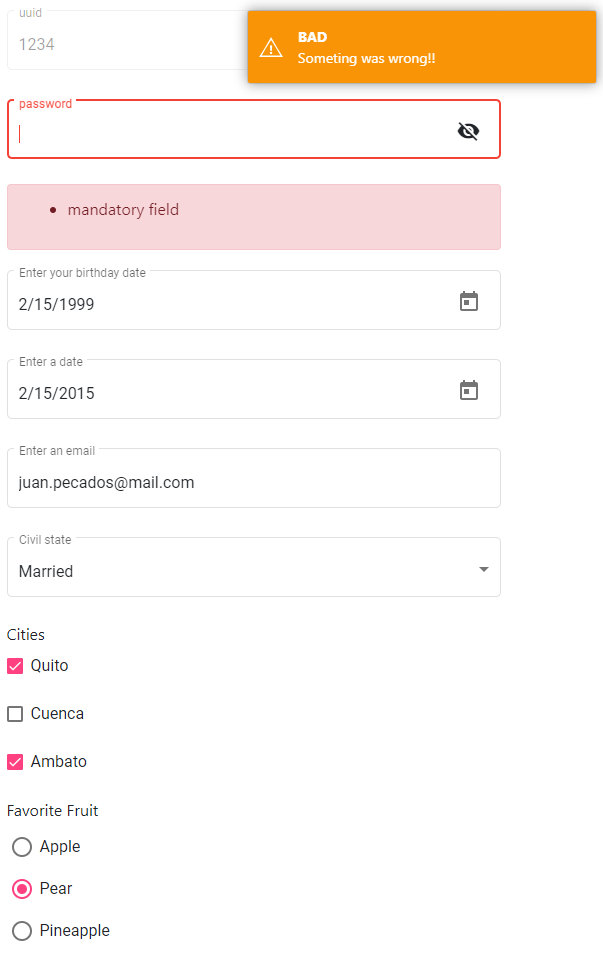 uuid
1234
BAD
Someting was wrong!!
password
mandatory field
Enter your birthday date
2/15/1999
Enter a date
2/15/2015
Enter an email
juan.pecados@mail.com
Civil state
Married
Cities
Quito
Cuenca
Ambato
Favorite Fruit
Apple
Pear
Pineapple